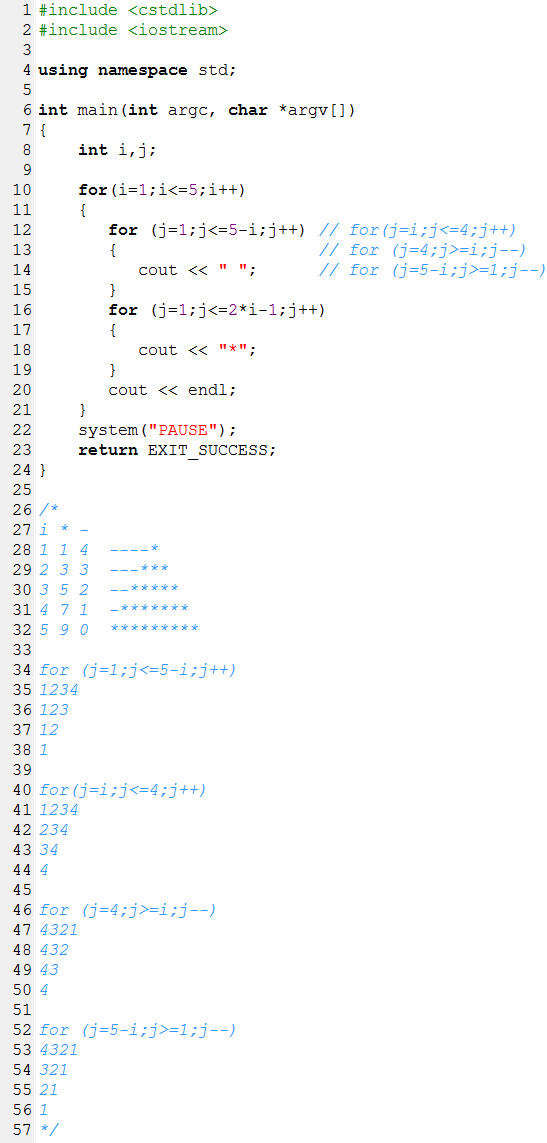 1 #include <cstdlib>
2 #include <iostream>
3
4 using namespace std;
5
6 int main(int argc, char *argv[])
7 {
8     int i,j;
9
10     for(i=1;i<=5;i++)
11     {
12        for (j=1;j<=5-i;j++) // for(j=i;j<=4;j++)
13        {                    // for (j=4;j>=i;j--)
14           cout << " ";      // for (j=5-i;j>=1;j--)
15        }
16        for (j=1;j<=2*i-1;j++)
17        {
18           cout << "*";
19        }
20        cout << endl;
21     }
22     system("PAUSE");
23     return EXIT_SUCCESS;
24 }
25
26 /*
27 i * -
28 1 1 4  ----*
29 2 3 3  ---***
30 3 5 2  --*****
31 4 7 1  -*******
32 5 9 0  *********
33
34 for (j=1;j<=5-i;j++)
35 1234
36 123
37 12
38 1
39
40 for(j=i;j<=4;j++)
41 1234
42 234
43 34
44 4
45
46 for (j=4;j>=i;j--)
47 4321
48 432
49 43
50 4
51
52 for (j=5-i;j>=1;j--)
53 4321
54 321
55 21
56 1
57 */